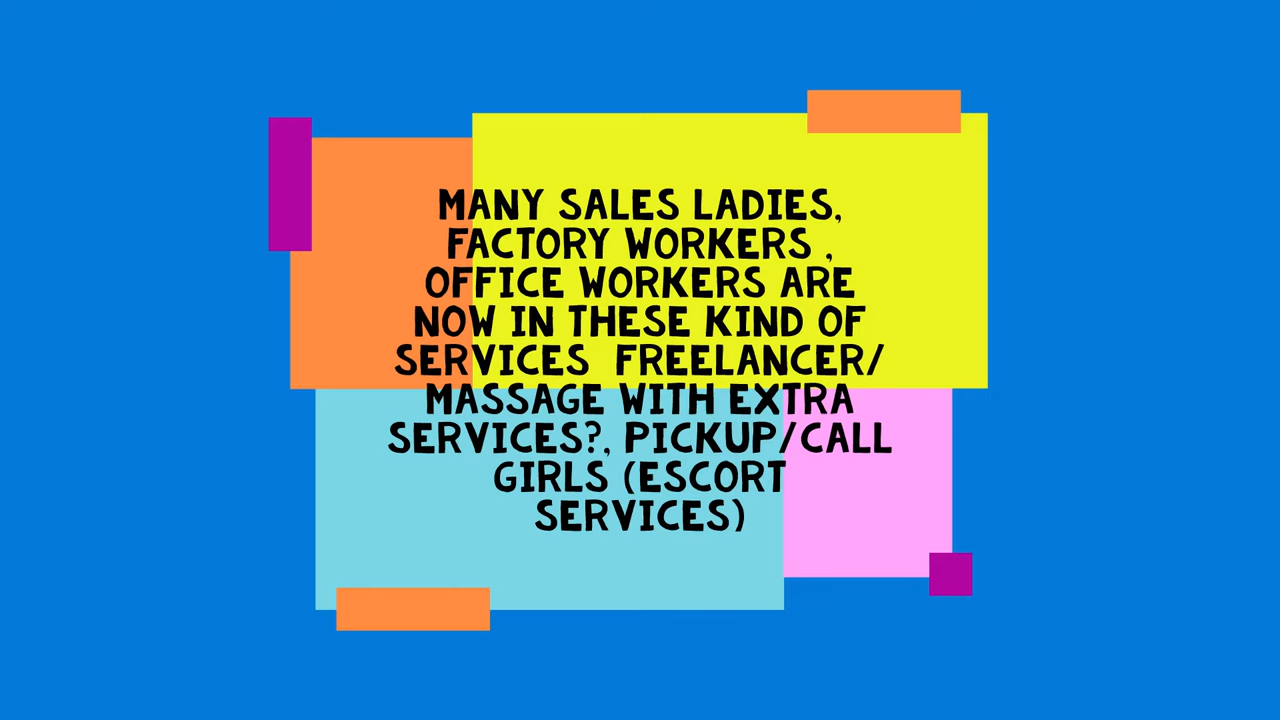 MANY SALES LADIES,
FACTORY WORKERS ,
OFFICE WORKERS ARE
NOW IN THESE KIND OF
SERVICES  FREELANCER/
MASSAGE WITH EXTRA
SERVICES?, PICKUP/CALL
GIRLS (ESCORT
SERVICES)